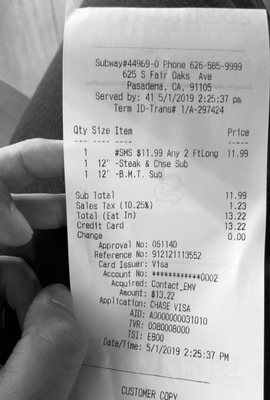 Subway#44969-0 Phone 626-585-9999
625 S Fair Oaks Ave
Pasadena, CA, 91105
Served by: 41 5/1/2019 2:25:37 pm
Term ID-Trans# 1/A-297424
Qty Size Item Price
1 #SMS $11.99 Any 2 FtLong 11.99
1 12" -Steak & Chse Sub
1 12" -B.M.T. Sub
Sub Total 11.99
Sales Tax (10.25%) 1.23
Total (Eat In) 13.22
Credit Card 13.22
Change 0.00
Approval No: 061140
Reference No: 912121113552
Card Issuer: Visa
Account No: ************0002
Acquired: Contact_EMV
Amount: $13.22
Application: CHASE VISA
AID: A0000000031010
TVR: 0080008000
TSI: E800
Date/Time: 5/1/2019 2:25:37 PM
CUSTOMER COPY